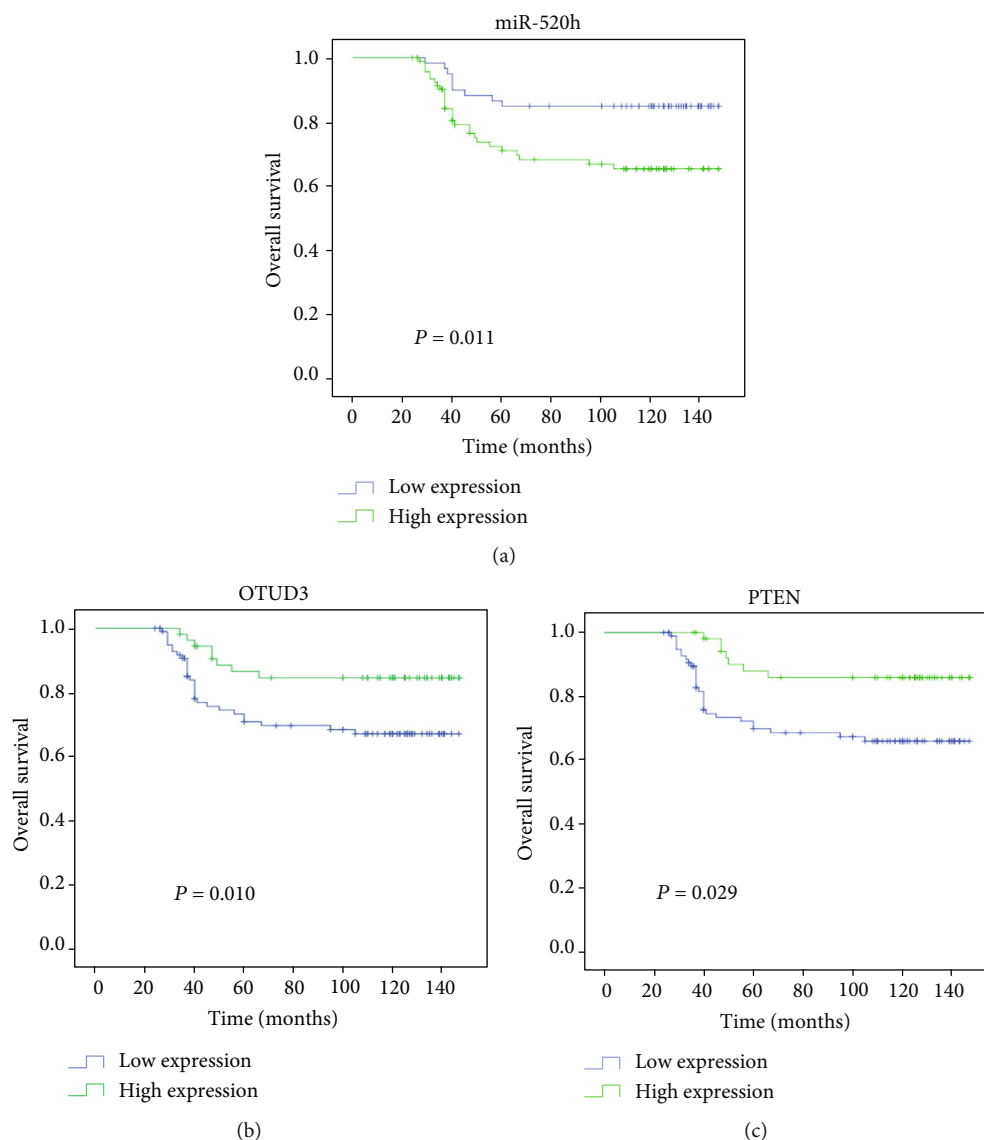 miR-520h
Overall survival
1.0
0.8
0.6
0.4
0.2
0.0
P = 0.011
0 20 40 60 80 100 120 140
Time (months)
Low expression
High expression
(a)
OTUD3
Overall survival
1.0
0.8
0.6
0.4
0.2
0.0
P = 0.010
0 20 40 60 80 100 120 140
Time (months)
Low expression
High expression
(b)
PTEN
Overall survival
1.0
0.8
0.6
0.4
0.2
0.0
P = 0.029
0 20 40 60 80 100 120 140
Time (months)
Low expression
High expression
(c)